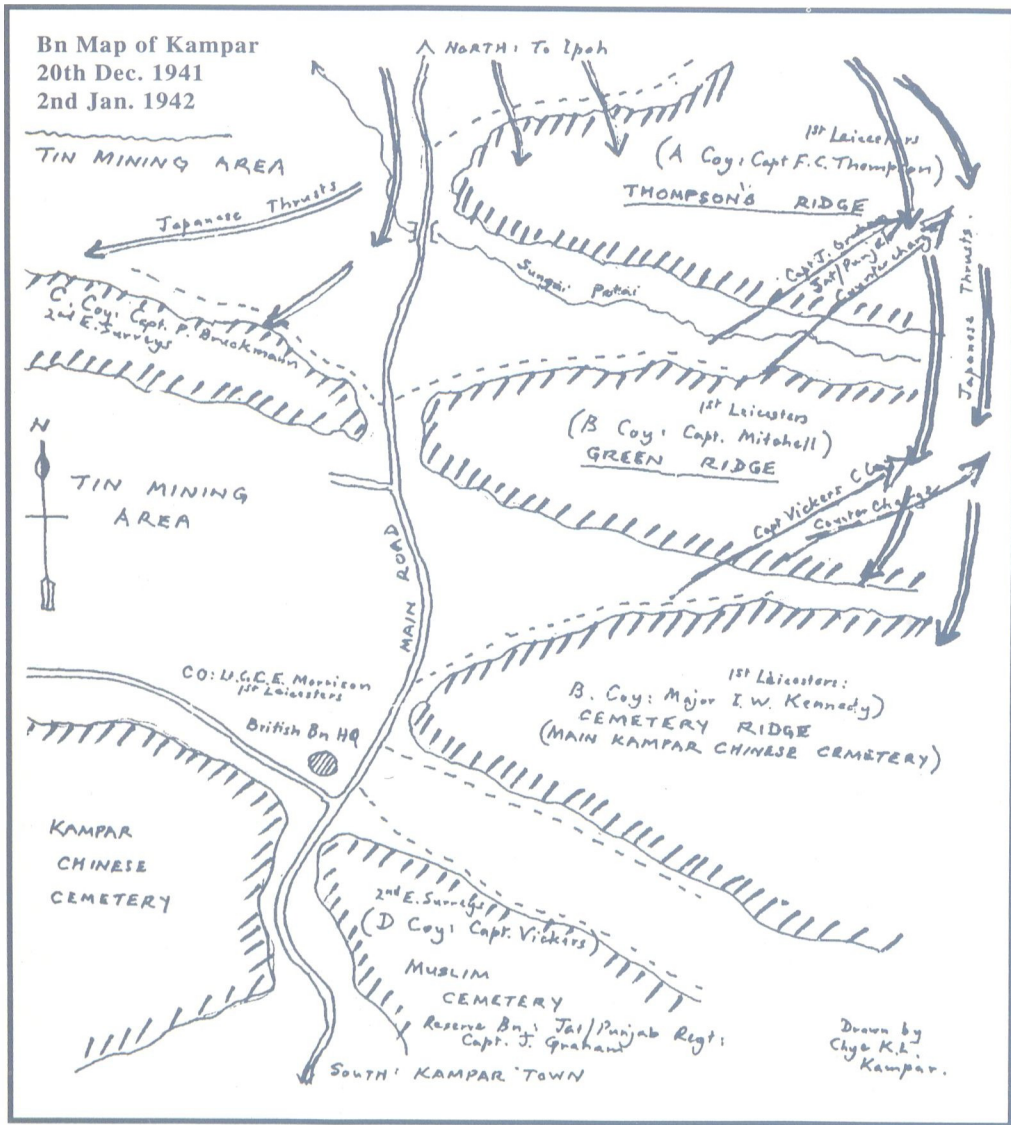 Bn Map of Kampar
20th Dec. 1941
2nd Jan. 1942
NORTH: To Ipoh
TIN MINING AREA
Japanese Thrusts
1st Leicesters
(A Coy: Capt F.C. Thompson)
THOMPSON'S RIDGE
Capt. J. Graham
Jat/Punjab
Counter charge
Sungai
Japanese Thrusts.
C. Coy: Capt. P. Bruckmann
2nd E. Surreys
1st Leicesters
(B Coy: Capt. Mitchell)
GREEN RIDGE
N
TIN MINING
AREA
Capt Vickers C Coy
Counter Charge
MAIN ROAD
CO: Lt. G.C.E. Morrison
1st Leicesters
British Bn HQ
1st Leicesters:
B. Coy: Major I. W. Kennedy)
CEMETERY RIDGE
(MAIN KAMPAR CHINESE CEMETERY)
KAMPAR
CHINESE
CEMETERY
2nd E. Surreys
(D Coy: Capt. Vickers)
MUSLIM
CEMETERY
Reserve Bn: Jat/Punjab Regt:
Capt. J. Graham
SOUTH: KAMPAR TOWN
Drawn by
Chye K.L.
Kampar.